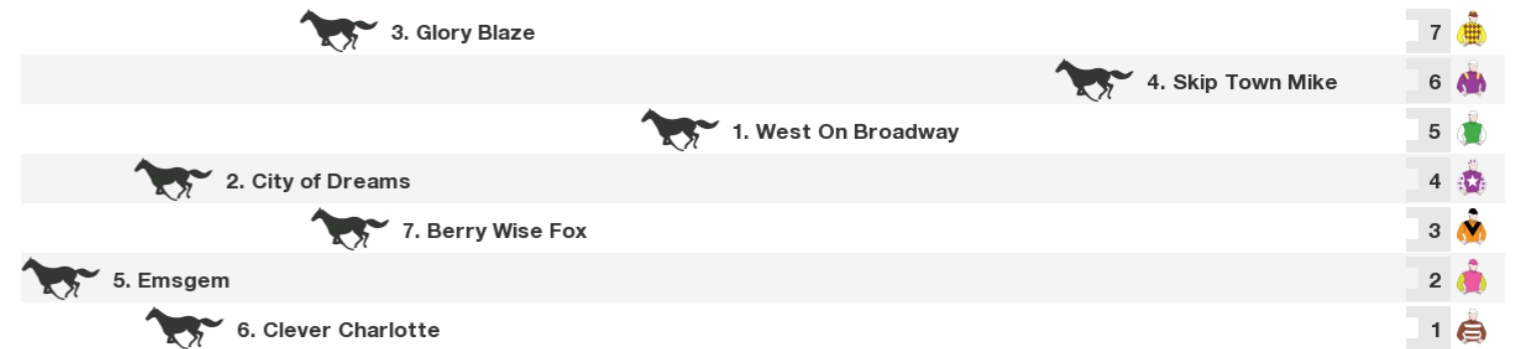 3. Glory Blaze 7
4. Skip Town Mike 6
1. West On Broadway 5
2. City of Dreams 4
7. Berry Wise Fox 3
5. Emsgem 2
6. Clever Charlotte 1